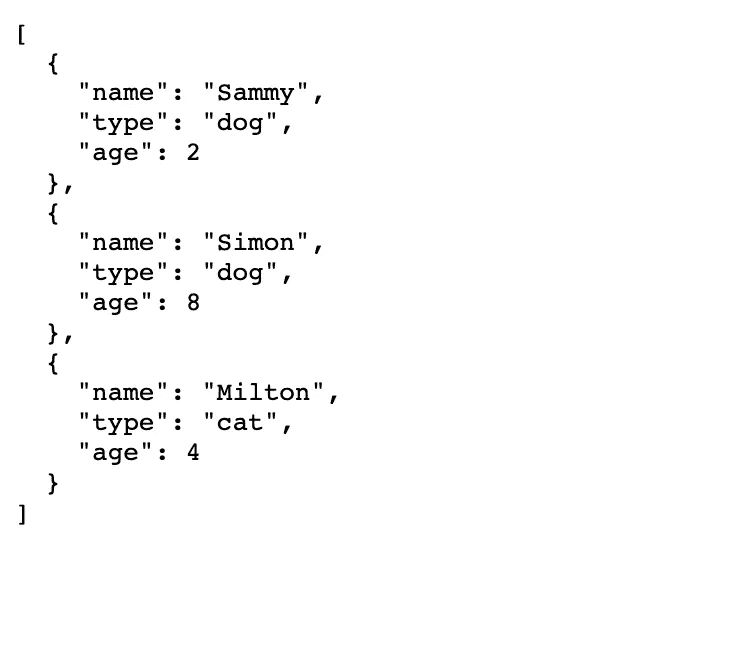 [
  {
    "name": "Sammy",
    "type": "dog",
    "age": 2
  },
  {
    "name": "Simon",
    "type": "dog",
    "age": 8
  },
  {
    "name": "Milton",
    "type": "cat",
    "age": 4
  }
]